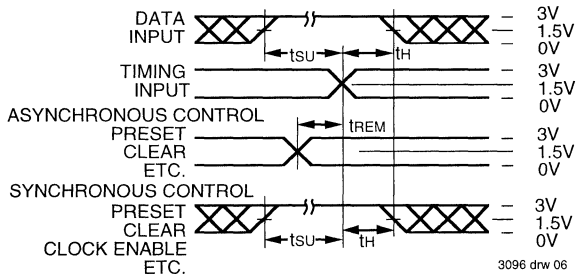 DATA
INPUT
3V
1.5V
0V
tSU
tH
TIMING
INPUT
3V
1.5V
0V
ASYNCHRONOUS CONTROL
PRESET
CLEAR
ETC.
tREM
3V
1.5V
0V
SYNCHRONOUS CONTROL
PRESET
CLEAR
CLOCK ENABLE
ETC.
tSU
tH
3V
1.5V
0V
3096 drw 06